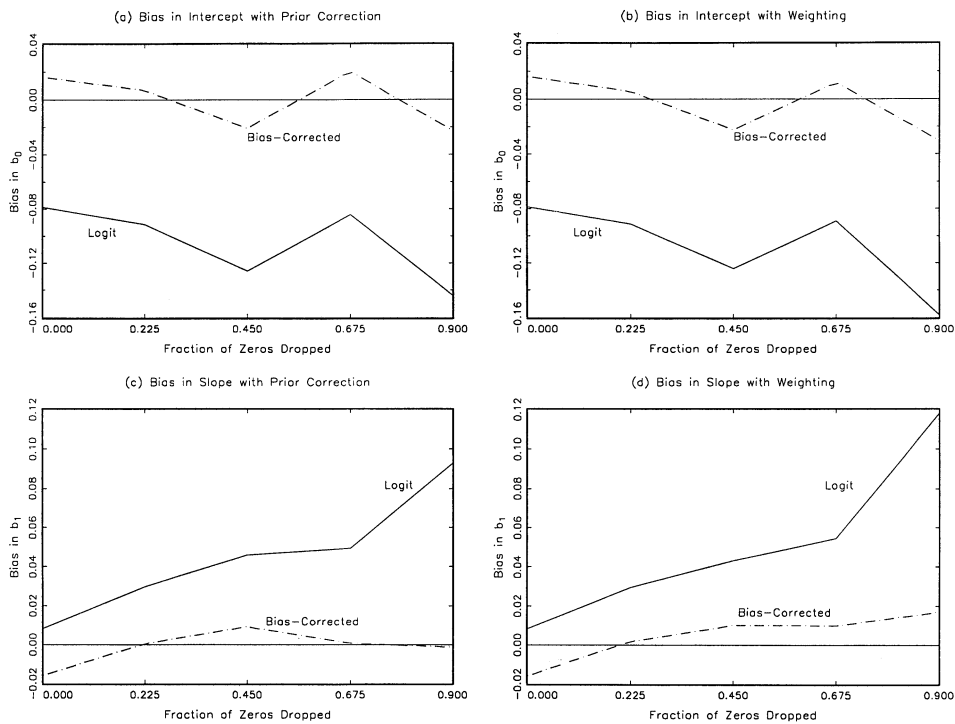 (a) Bias in Intercept with Prior Correction
Bias in b0
0.04
0.00
−0.04
−0.08
−0.12
−0.16
Bias−Corrected
Logit
0.000
0.225
0.450
0.675
0.900
Fraction of Zeros Dropped
(b) Bias in Intercept with Weighting
Bias in b0
0.04
0.00
−0.04
−0.08
−0.12
−0.16
Bias−Corrected
Logit
0.000
0.225
0.450
0.675
0.900
Fraction of Zeros Dropped
(c) Bias in Slope with Prior Correction
Bias in b1
0.12
0.10
0.08
0.06
0.04
0.02
0.00
−0.02
Logit
Bias−Corrected
0.000
0.225
0.450
0.675
0.900
Fraction of Zeros Dropped
(d) Bias in Slope with Weighting
Bias in b1
0.12
0.10
0.08
0.06
0.04
0.02
0.00
−0.02
Logit
Bias−Corrected
0.000
0.225
0.450
0.675
0.900
Fraction of Zeros Dropped